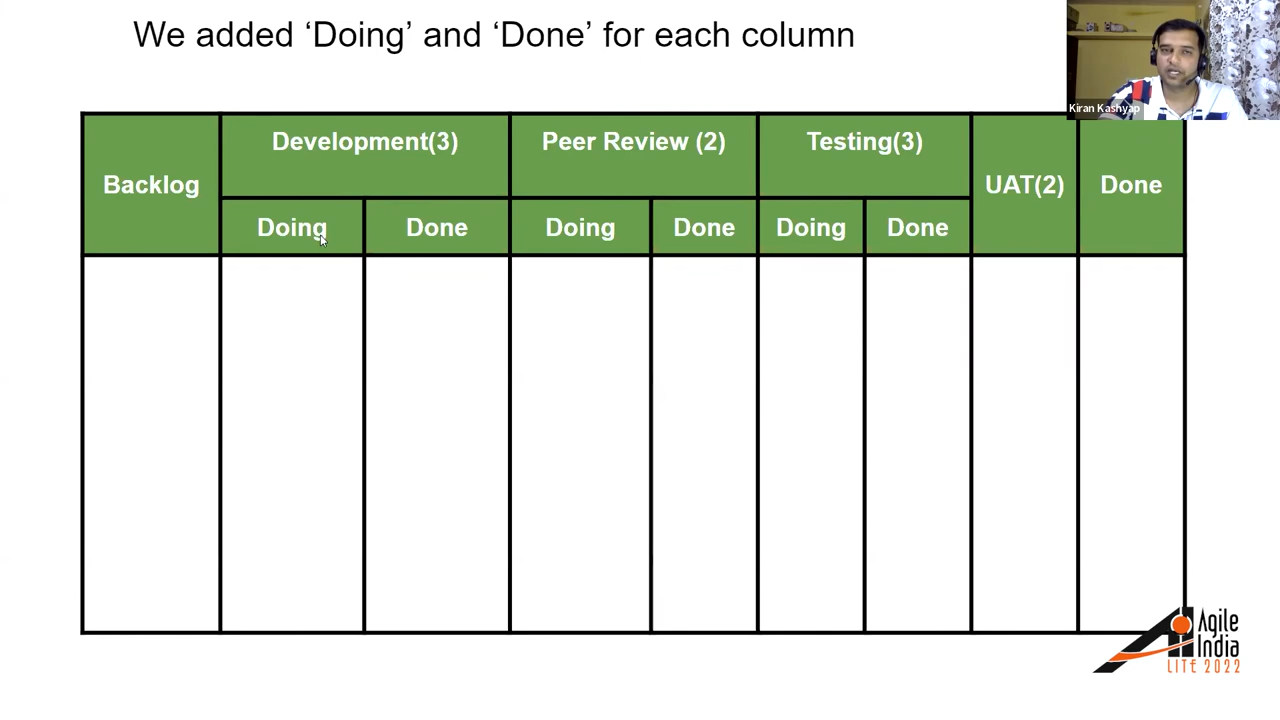 We added ‘Doing’ and ‘Done’ for each column
Kiran Kashyap
Backlog
Development(3)
Peer Review (2)
Testing(3)
UAT(2)
Done
Doing
Done
Doing
Done
Doing
Done
Agile
India
LITE 2022